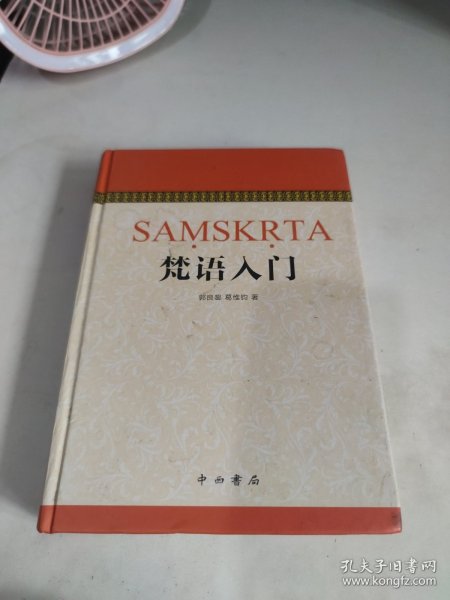 SAṂSKṚTA
梵语入门
郭良鋆 葛维钧 著
中西书局
孔夫子旧书网
www.kongfz.com